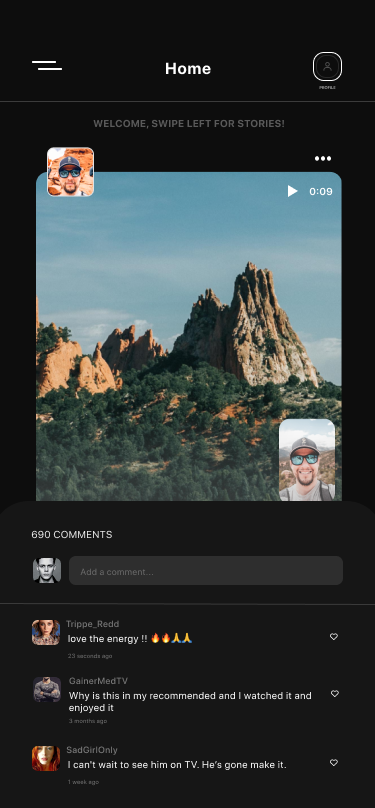 Home
PROFILE
WELCOME, SWIPE LEFT FOR STORIES!
0:09
690 COMMENTS
Add a comment...
Trippe_Redd
love the energy !! 🔥🔥🙏🙏
23 seconds ago
GainerMedTV
Why is this in my recommended and I watched it and
enjoyed it
3 months ago
SadGirlOnly
I can't wait to see him on TV. He's gone make it.
1 week ago